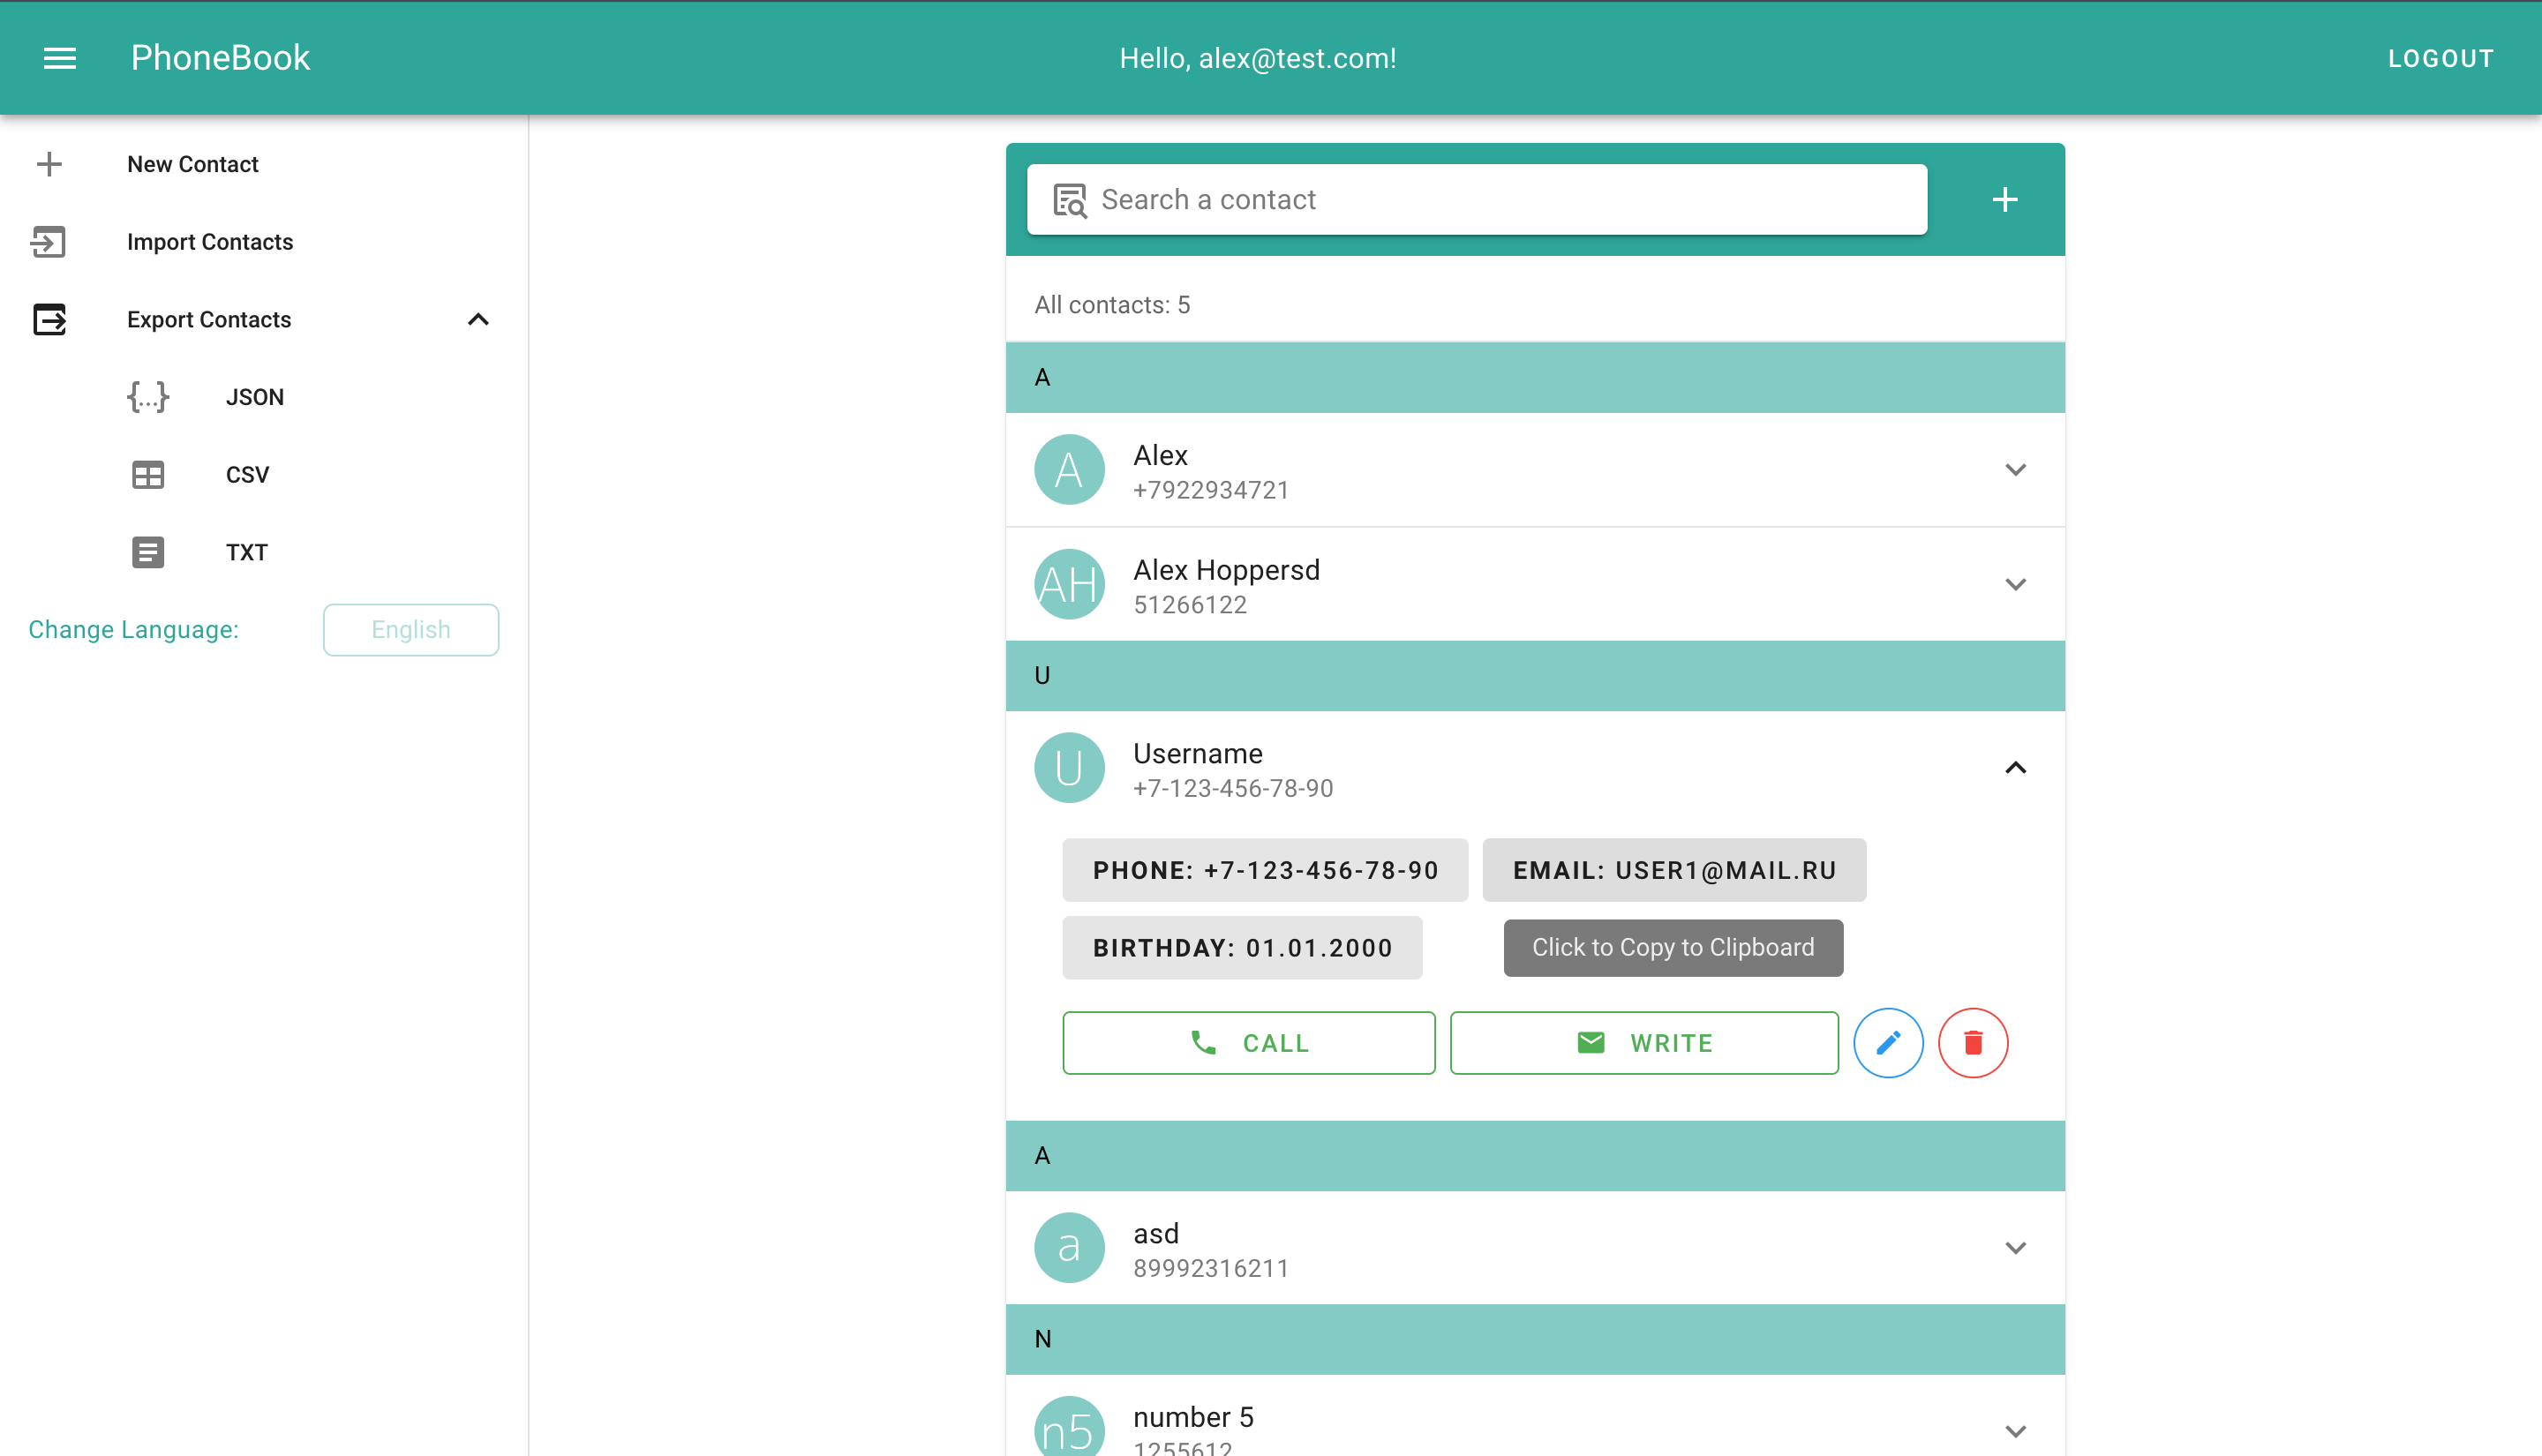 PhoneBook
Hello, alex@test.com!
LOGOUT
New Contact
Import Contacts
Export Contacts
{...} JSON
CSV
TXT
Change Language: English
Search a contact
All contacts: 5
A
A
Alex
+7922934721
AH
Alex Hoppersd
51266122
U
U
Username
+7-123-456-78-90
PHONE: +7-123-456-78-90 EMAIL: USER1@MAIL.RU
BIRTHDAY: 01.01.2000 Click to Copy to Clipboard
CALL WRITE
A
a
asd
89992316211
N
n5
number 5
1255612